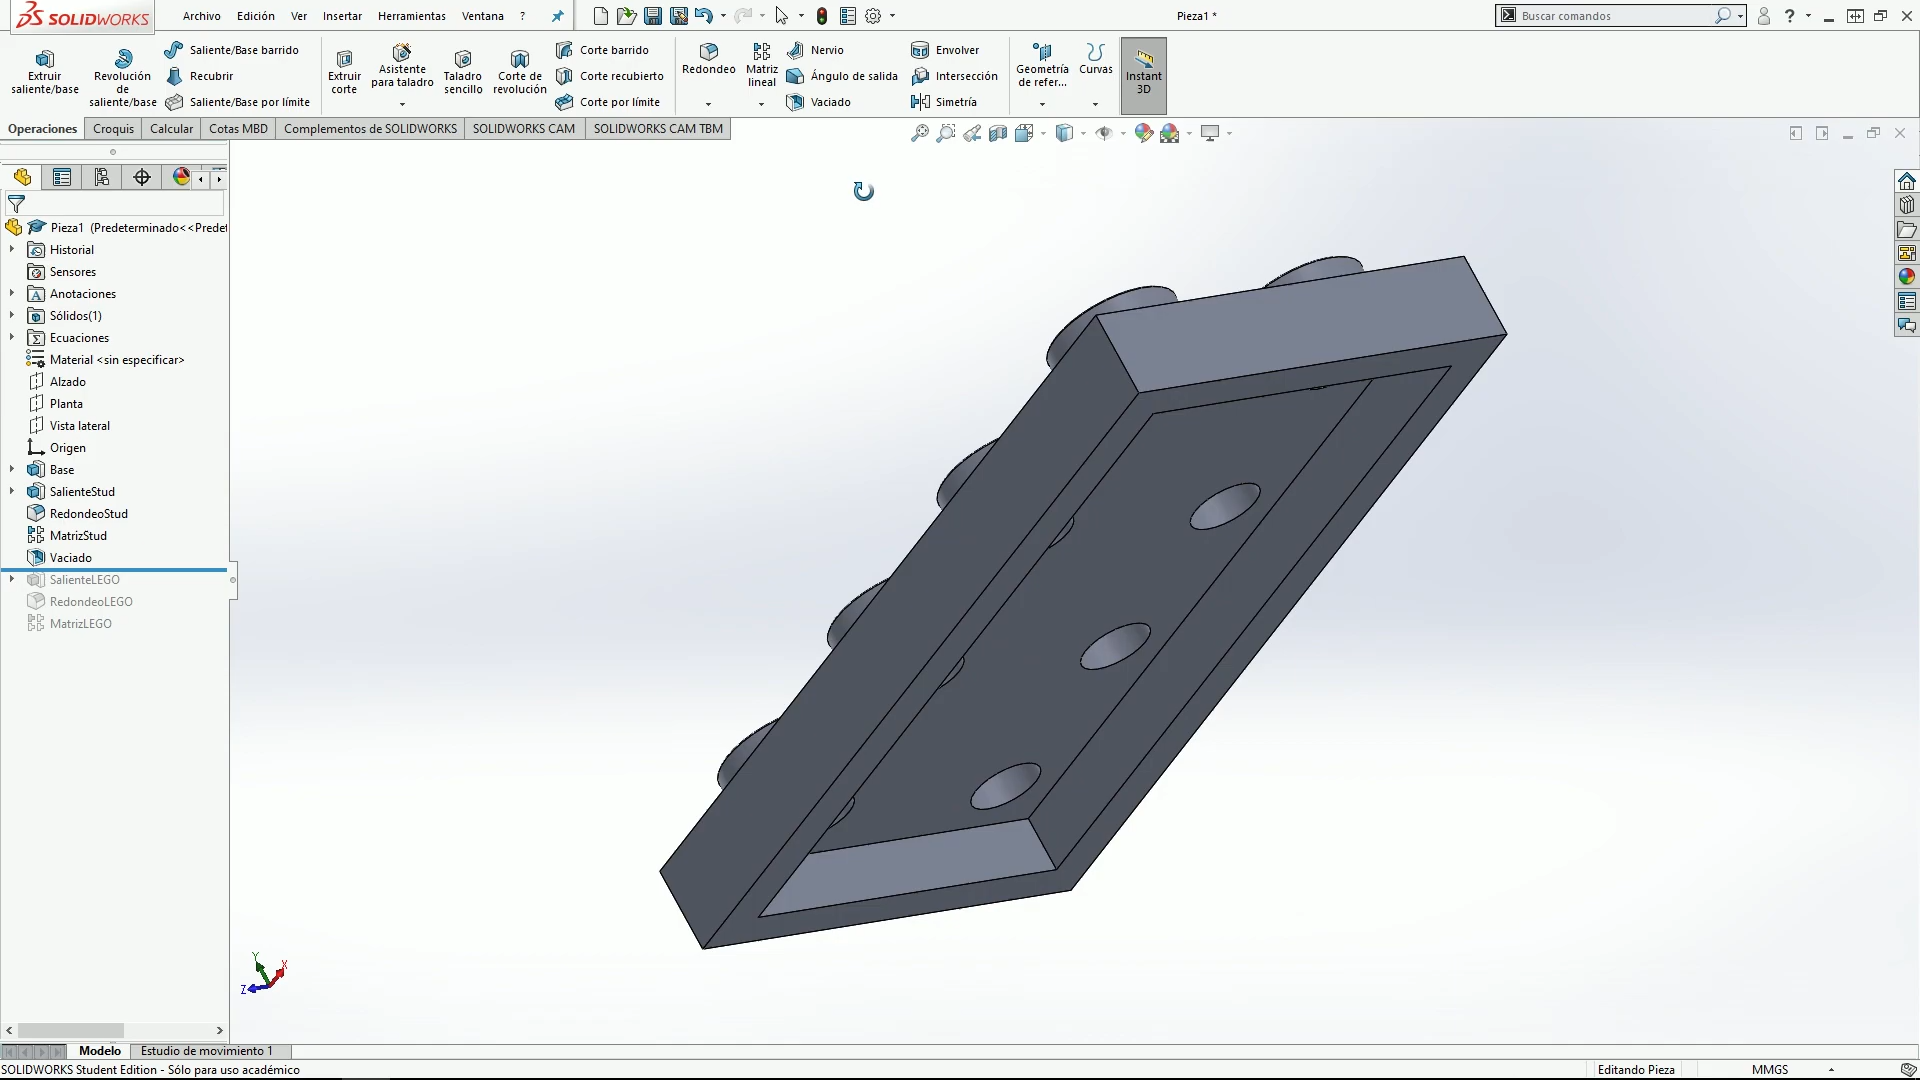 SOLIDWORKS
Archivo Edición Ver Insertar Herramientas Ventana ?
Pieza1 *
Buscar comandos
?
Extruir saliente/base
Revolución de saliente/base
Saliente/Base barrido
Recubrir
Saliente/Base por límite
Extruir corte
Asistente para taladro
Taladro sencillo
Corte de revolución
Corte barrido
Corte recubierto
Corte por límite
Redondeo
Matriz lineal
Nervio
Ángulo de salida
Vaciado
Envolver
Intersección
Simetría
Geometría de refer...
Curvas
Instant 3D
Operaciones Croquis Calcular Cotas MBD Complementos de SOLIDWORKS SOLIDWORKS CAM SOLIDWORKS CAM TBM
Pieza1 (Predeterminado<<Predet
Historial
Sensores
Anotaciones
Sólidos(1)
Ecuaciones
Material <sin especificar>
Alzado
Planta
Vista lateral
Origen
Base
SalienteStud
RedondeoStud
MatrizStud
Vaciado
SalienteLEGO
RedondeoLEGO
MatrizLEGO
Y
X
Z
Modelo Estudio de movimiento 1
SOLIDWORKS Student Edition - Sólo para uso académico
Editando Pieza
MMGS